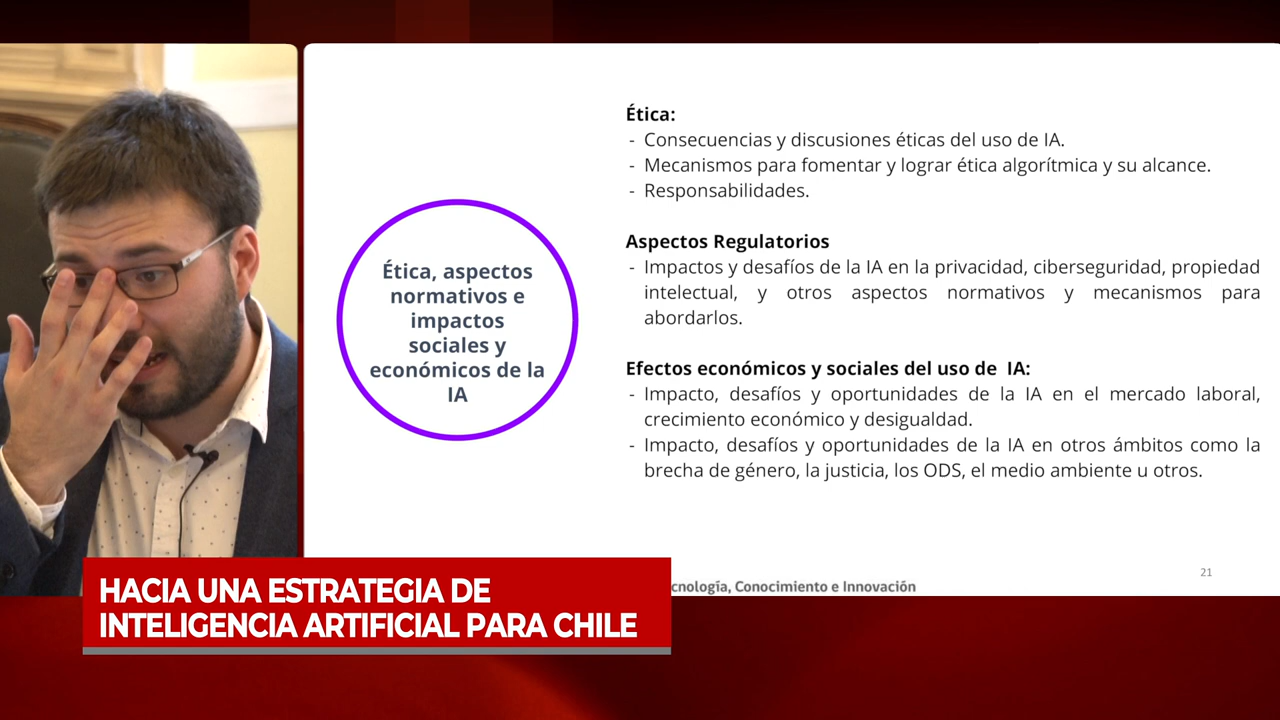 Ética:
- Consecuencias y discusiones éticas del uso de IA.
- Mecanismos para fomentar y lograr ética algorítmica y su alcance.
- Responsabilidades.
Aspectos Regulatorios
- Impactos y desafíos de la IA en la privacidad, ciberseguridad, propiedad
intelectual, y otros aspectos normativos y mecanismos para
abordarlos.
Efectos económicos y sociales del uso de IA:
- Impacto, desafíos y oportunidades de la IA en el mercado laboral,
crecimiento económico y desigualdad.
- Impacto, desafíos y oportunidades de la IA en otros ámbitos como la
brecha de género, la justicia, los ODS, el medio ambiente u otros.
Ética, aspectos
normativos e
impactos
sociales y
económicos de la
IA
21
cnología, Conocimiento e Innovación
HACIA UNA ESTRATEGIA DE
INTELIGENCIA ARTIFICIAL PARA CHILE